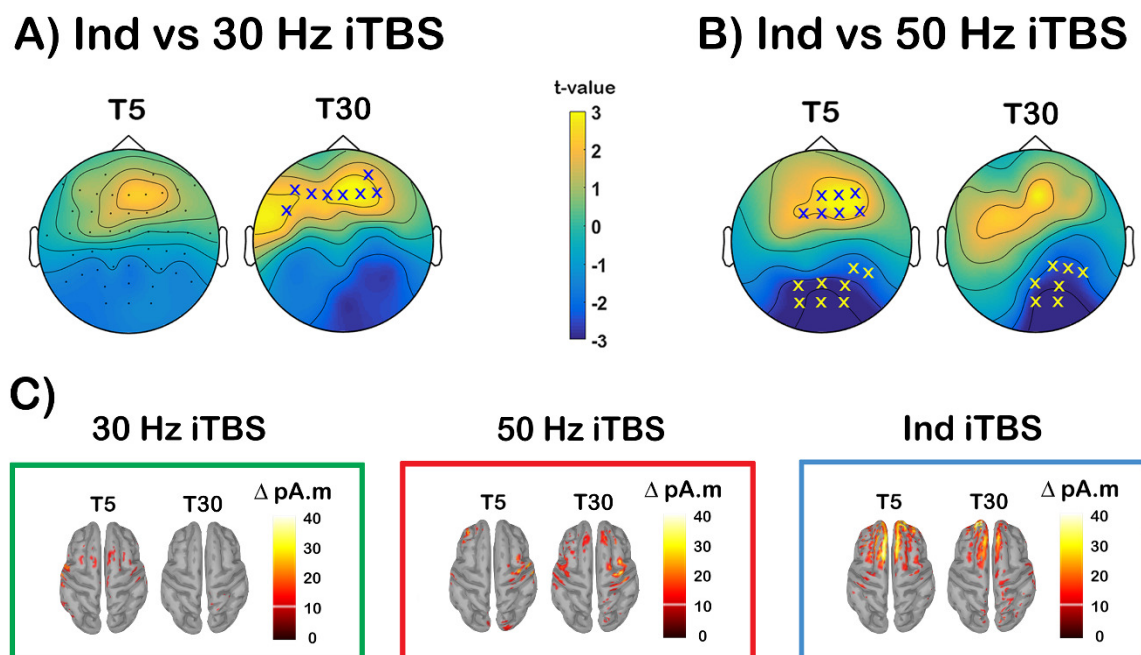 A) Ind vs 30 Hz iTBS
B) Ind vs 50 Hz iTBS
T5
T30
t-value
3
2
1
0
-1
-2
-3
T5
T30
x x x x x x x x
x x x x x x x
x x x x x x x x
x x x x x x x
C)
30 Hz iTBS
T5
T30
Δ pA.m
40
30
20
10
0
50 Hz iTBS
T5
T30
Δ pA.m
40
30
20
10
0
Ind iTBS
T5
T30
Δ pA.m
40
30
20
10
0